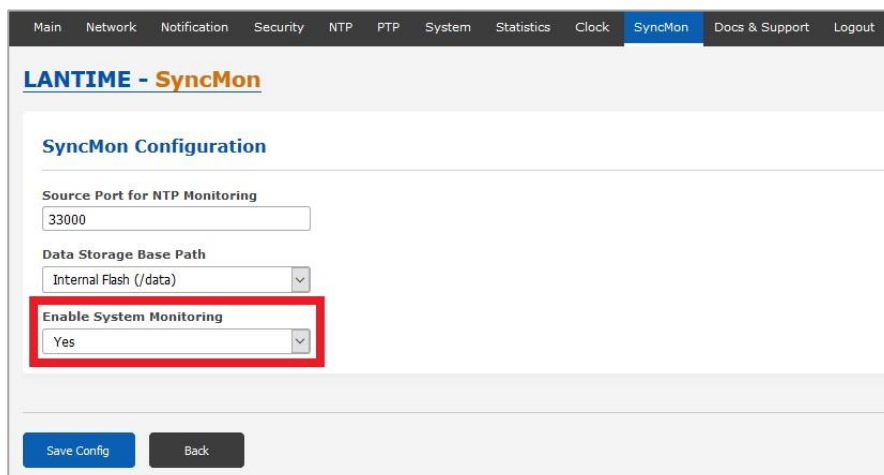 Main Network Notification Security NTP PTP System Statistics Clock SyncMon Docs & Support Logout
LANTIME - SyncMon
SyncMon Configuration
Source Port for NTP Monitoring
33000
Data Storage Base Path
Internal Flash (/data)
Enable System Monitoring
Yes
Save Config Back